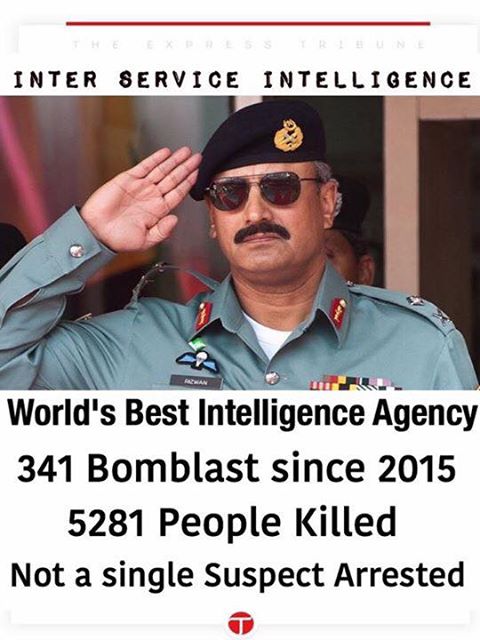 THE EXPRESS TRIBUNE
INTER SERVICE INTELLIGENCE
RIZWAN
World's Best Intelligence Agency
341 Bomblast since 2015
5281 People Killed
Not a single Suspect Arrested
T